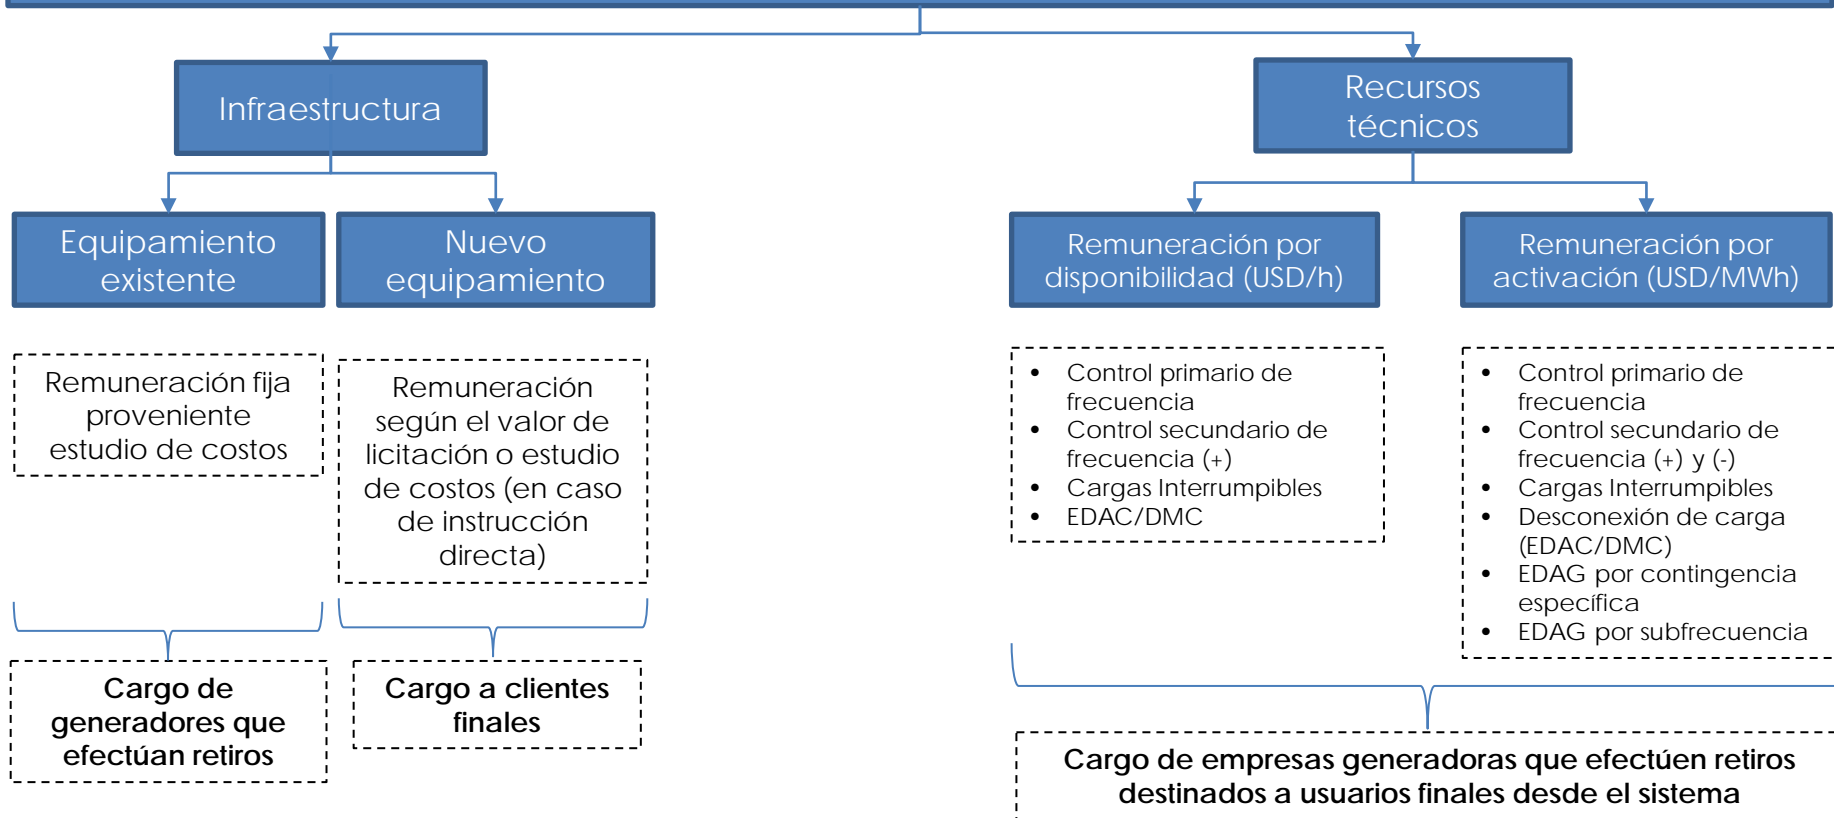 Infraestructura
Recursos
técnicos
Equipamiento
existente
Nuevo
equipamiento
Remuneración por
disponibilidad (USD/h)
Remuneración por
activación (USD/MWh)
Remuneración fija
proveniente
estudio de costos
Remuneración
según el valor de
licitación o estudio
de costos (en caso
de instrucción
directa)
• Control primario de
frecuencia
• Control secundario de
frecuencia (+)
• Cargas Interrumpibles
• EDAC/DMC
• Control primario de
frecuencia
• Control secundario de
frecuencia (+) y (-)
• Cargas Interrumpibles
• Desconexión de carga
(EDAC/DMC)
• EDAG por contingencia
específica
• EDAG por subfrecuencia
Cargo de
generadores que
efectúan retiros
Cargo a clientes
finales
Cargo de empresas generadoras que efectúen retiros
destinados a usuarios finales desde el sistema